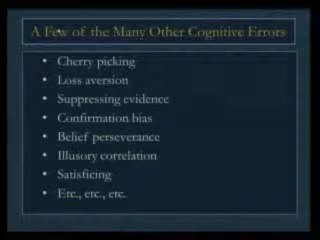 A Few of the Many Other Cognitive Errors
• Cherry picking
• Loss aversion
• Suppressing evidence
• Confirmation bias
• Belief perseverance
• Illusory correlation
• Satisficing
• Etc., etc., etc.